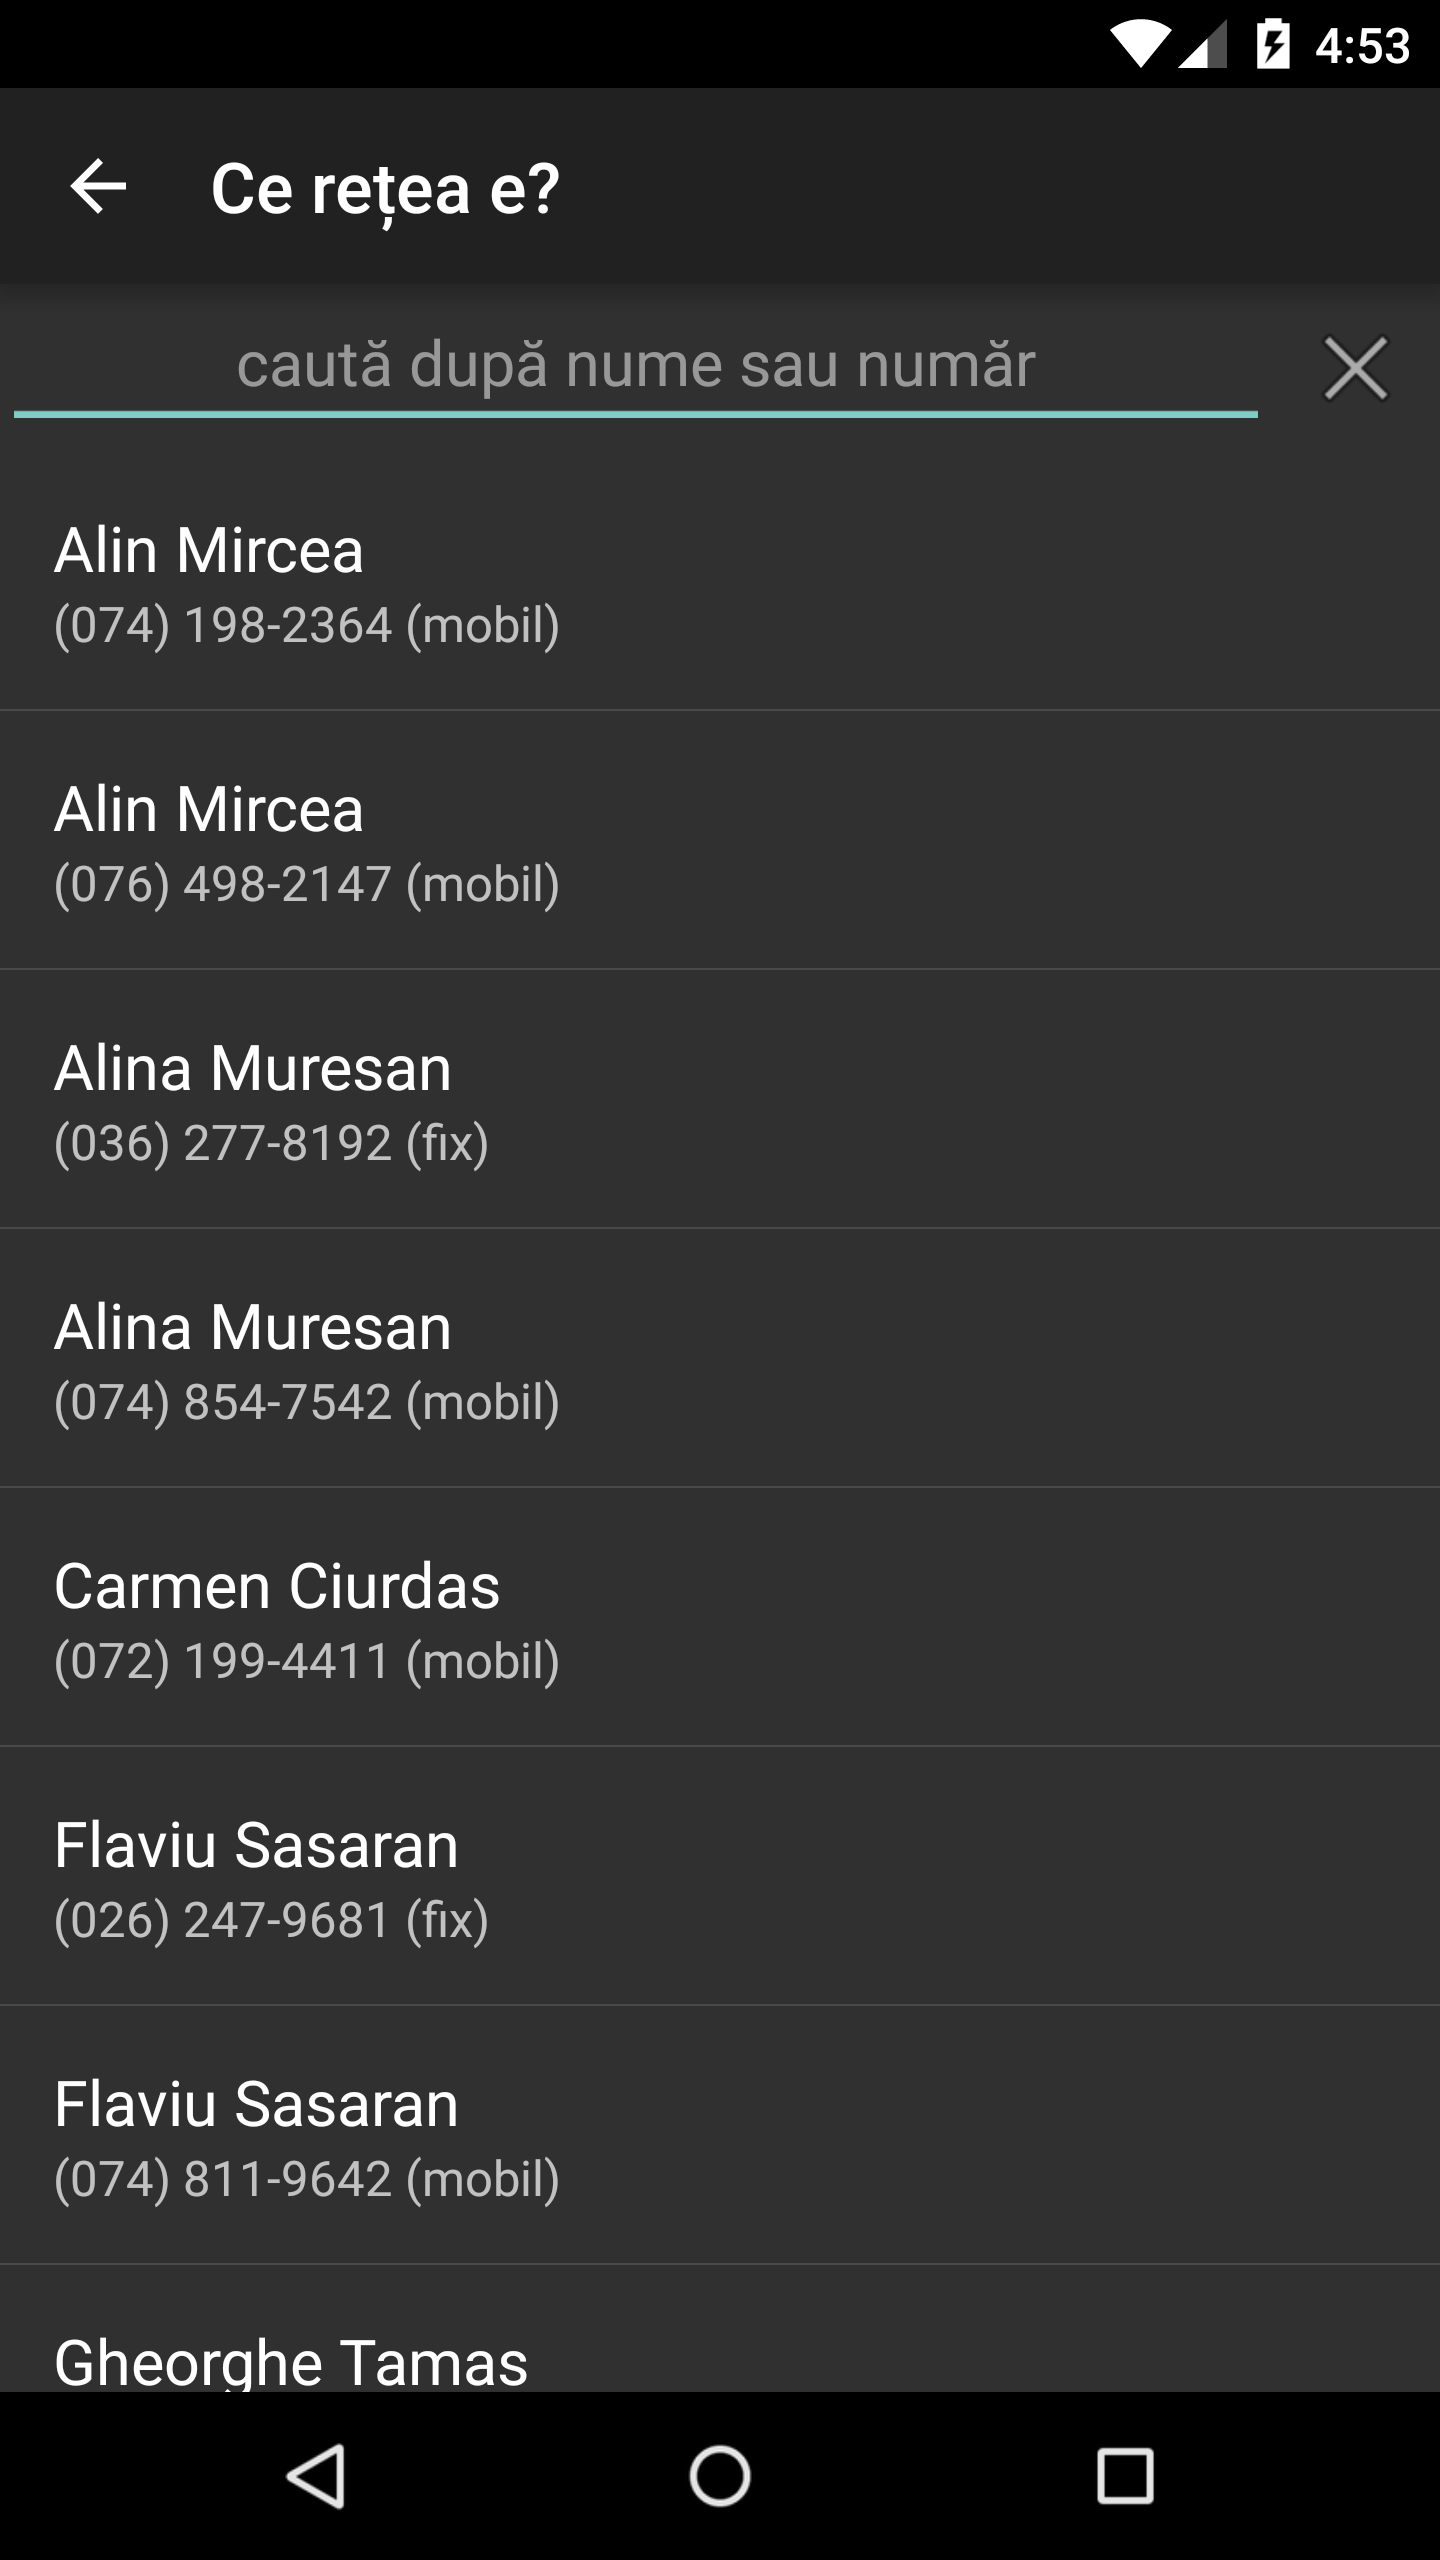 4:53
Ce rețea e?
caută după nume sau număr
Alin Mircea
(074) 198-2364 (mobil)
Alin Mircea
(076) 498-2147 (mobil)
Alina Muresan
(036) 277-8192 (fix)
Alina Muresan
(074) 854-7542 (mobil)
Carmen Ciurdas
(072) 199-4411 (mobil)
Flaviu Sasaran
(026) 247-9681 (fix)
Flaviu Sasaran
(074) 811-9642 (mobil)
Gheorghe Tamas